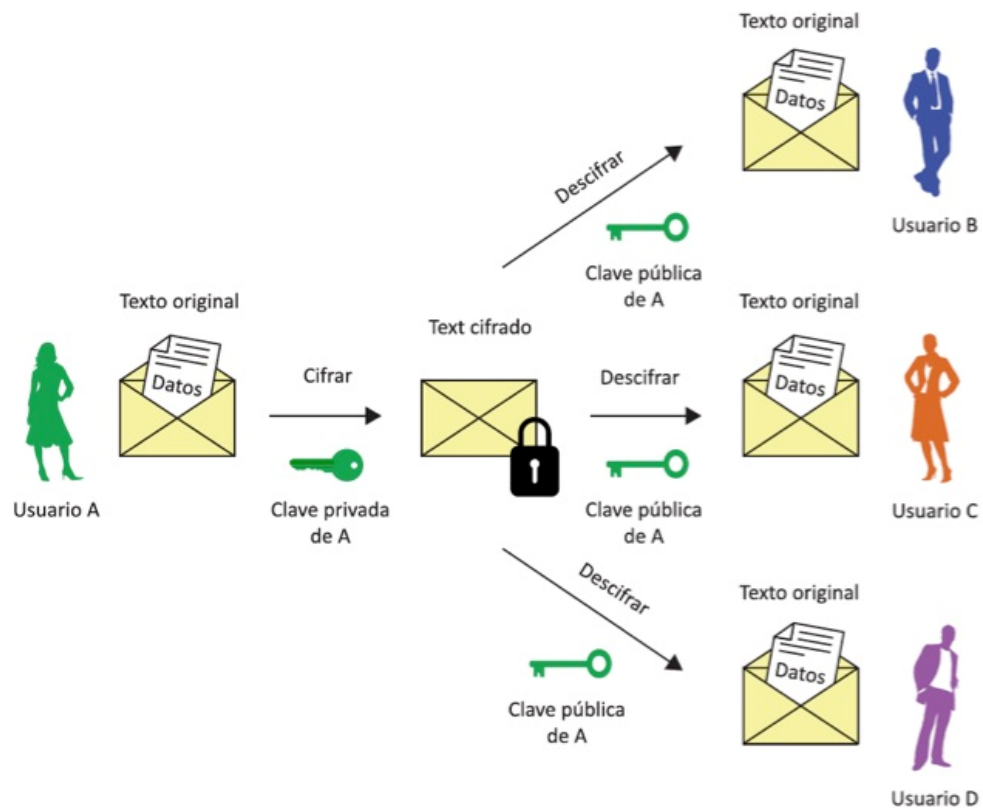 Texto original
Datos
Usuario B
Descifrar
Clave pública
de A
Texto original
Datos
Usuario A
Cifrar
Clave privada
de A
Text cifrado
Descifrar
Clave pública
de A
Texto original
Datos
Usuario C
Descifrar
Clave pública
de A
Texto original
Datos
Usuario D